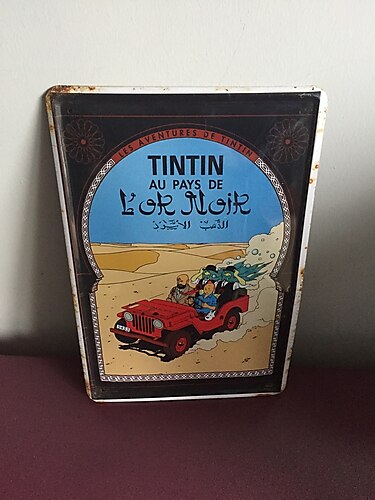 LES AVENTURES DE TINTIN
TINTIN
AU PAYS DE
L'OR NOIR